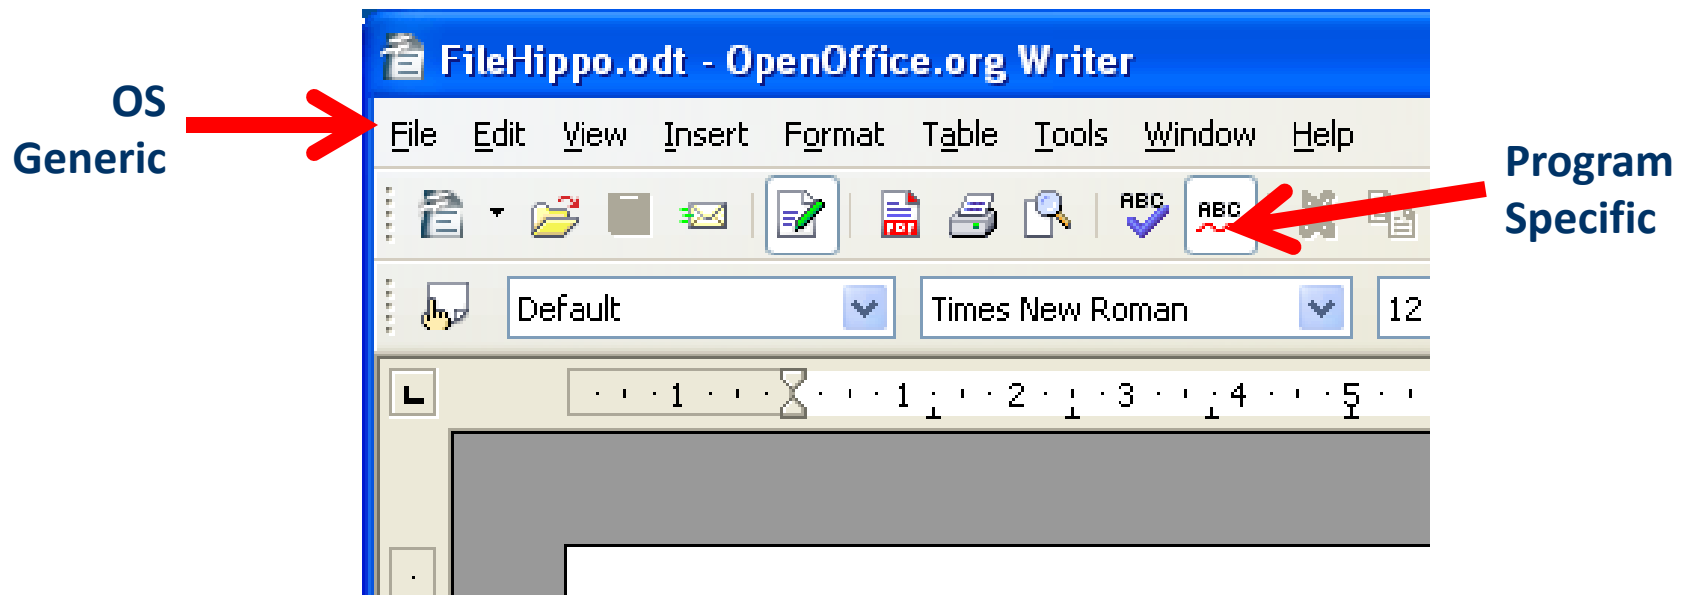 FileHippo.odt - OpenOffice.org Writer
OS
Generic
File Edit View Insert Format Table Tools Window Help
Program
Specific
PDF ABC ABC
Default Times New Roman 12
1 1 2 3 4 5